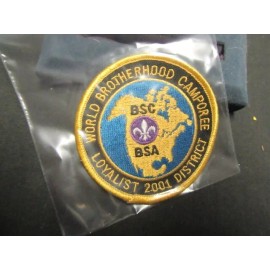 WORLD BROTHERHOOD CAMPOREE
BSC
BSA
LOYALIST 2001 DISTRICT